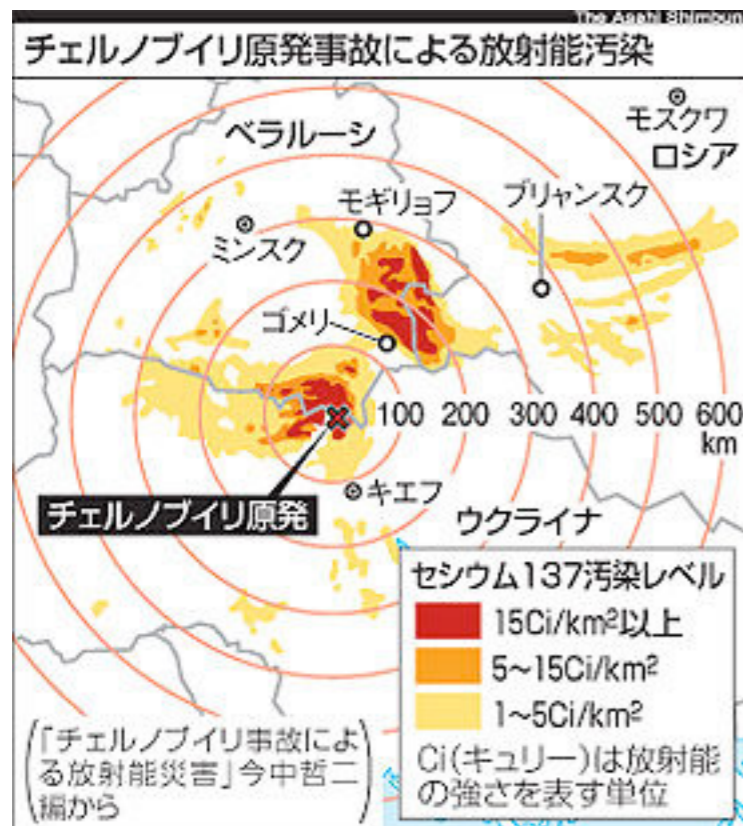 The Asahi Shimbun
チェルノブイリ原発事故による放射能汚染
モスクワ
ロシア
ベラルーシ
ブリャンスク
モギリョフ
ミンスク
ゴメリ
100 200 300 400 500 600
km
キエフ
チェルノブイリ原発
ウクライナ
セシウム137汚染レベル
15Ci/km²以上
5~15Ci/km²
1~5Ci/km²
Ci(キュリー)は放射能
の強さを表す単位
(「チェルノブイリ事故によ
る放射能災害」今中哲二
編から)